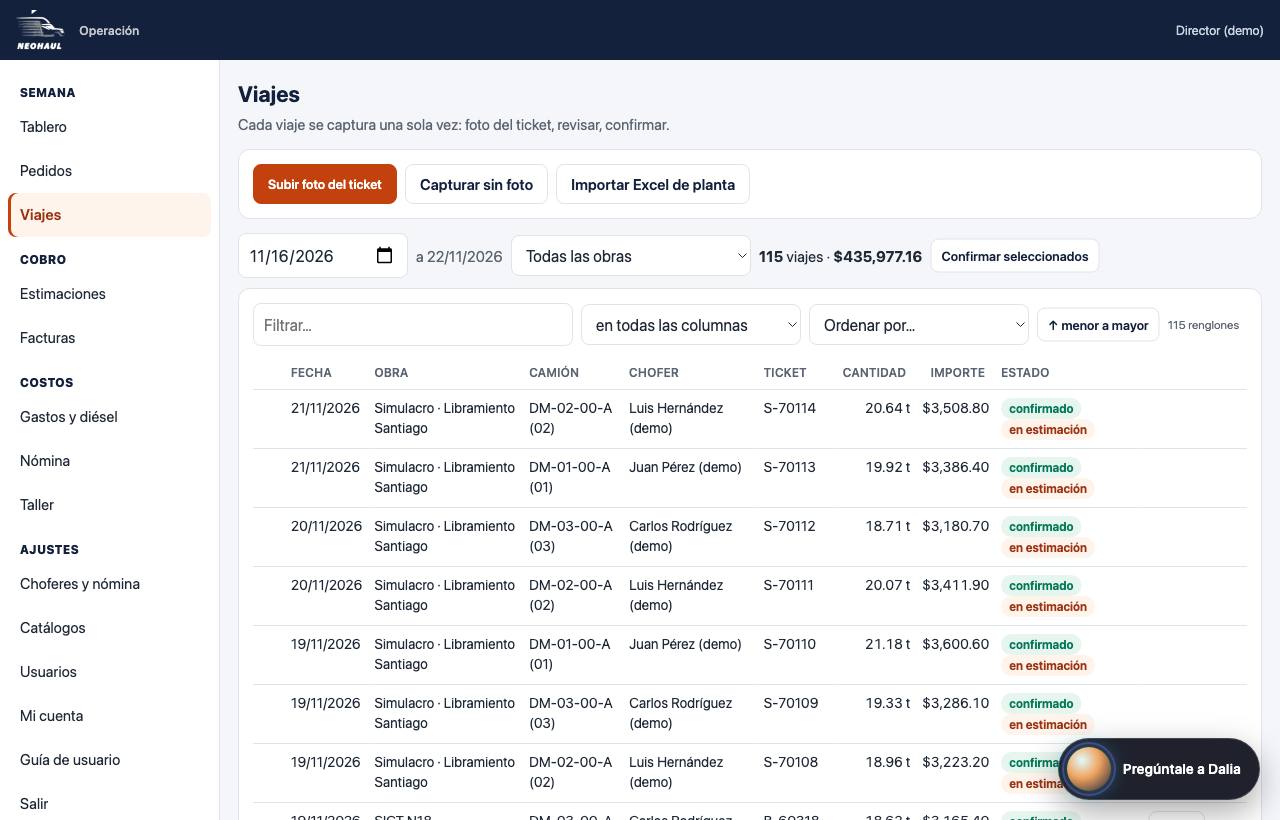 NEOHAUL
Operación
Director (demo)
SEMANA
Tablero
Pedidos
Viajes
COBRO
Estimaciones
Facturas
COSTOS
Gastos y diésel
Nómina
Taller
AJUSTES
Choferes y nómina
Catálogos
Usuarios
Mi cuenta
Guía de usuario
Salir
Viajes
Cada viaje se captura una sola vez: foto del ticket, revisar, confirmar.
Subir foto del ticket Capturar sin foto Importar Excel de planta
11/16/2026 a 22/11/2026 Todas las obras 115 viajes · $435,977.16 Confirmar seleccionados
Filtrar... en todas las columnas Ordenar por... ↑ menor a mayor 115 renglones
FECHA OBRA CAMIÓN CHOFER TICKET CANTIDAD IMPORTE ESTADO
21/11/2026 Simulacro · Libramiento DM-02-00-A Luis Hernández S-70114 20.64 t $3,508.80 confirmado
Santiago (02) (demo) en estimación
21/11/2026 Simulacro · Libramiento DM-01-00-A Juan Pérez (demo) S-70113 19.92 t $3,386.40 confirmado
Santiago (01) en estimación
20/11/2026 Simulacro · Libramiento DM-03-00-A Carlos Rodríguez S-70112 18.71 t $3,180.70 confirmado
Santiago (03) (demo) en estimación
20/11/2026 Simulacro · Libramiento DM-02-00-A Luis Hernández S-70111 20.07 t $3,411.90 confirmado
Santiago (02) (demo) en estimación
19/11/2026 Simulacro · Libramiento DM-01-00-A Juan Pérez (demo) S-70110 21.18 t $3,600.60 confirmado
Santiago (01) en estimación
19/11/2026 Simulacro · Libramiento DM-03-00-A Carlos Rodríguez S-70109 19.33 t $3,286.10 confirmado
Santiago (03) (demo) en estimación
19/11/2026 Simulacro · Libramiento DM-02-00-A Luis Hernández S-70108 18.96 t $3,223.20 confirma
Santiago (02) (demo) en estima
Pregúntale a Dalia